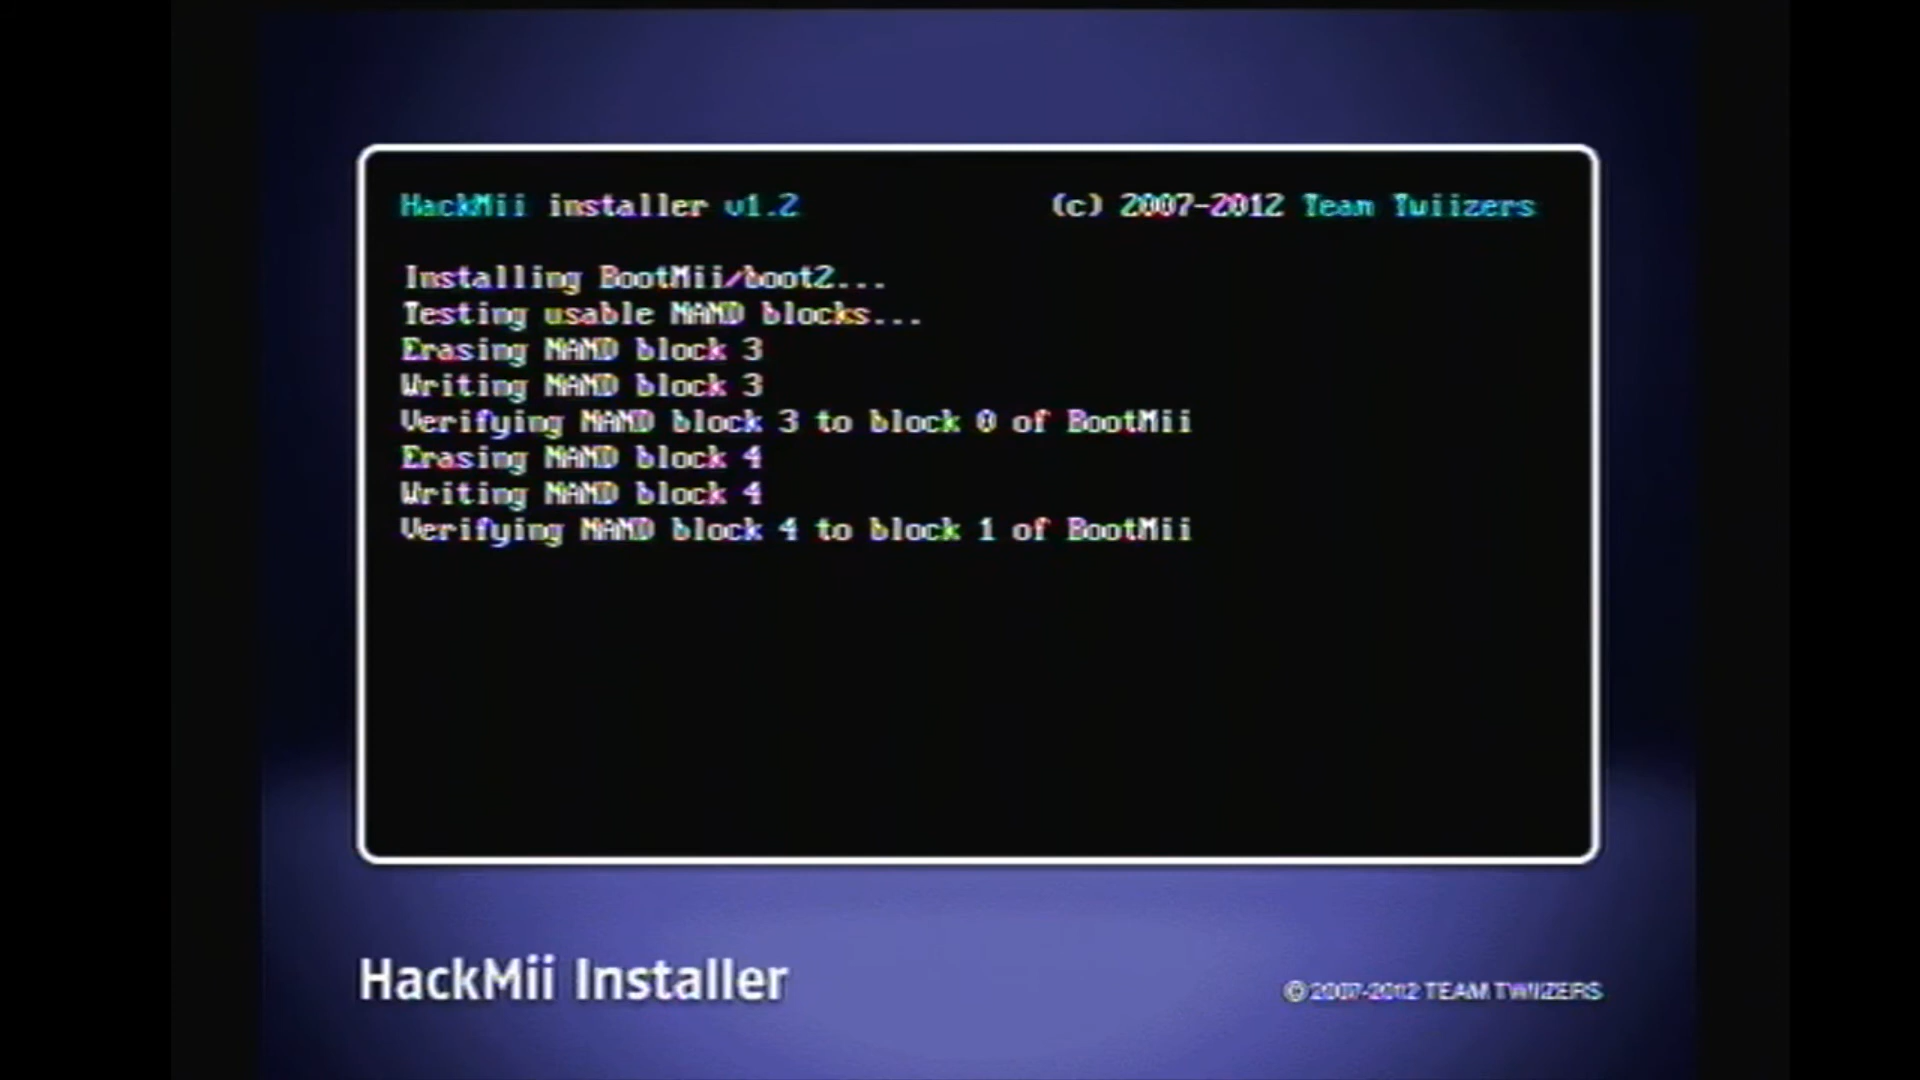 HackMii installer v1.2 (c) 2007-2012 Team Twiizers
Installing BootMii/boot2...
Testing usable NAND blocks...
Erasing NAND block 3
Writing NAND block 3
Verifying NAND block 3 to block 0 of BootMii
Erasing NAND block 4
Writing NAND block 4
Verifying NAND block 4 to block 1 of BootMii
HackMii Installer
©2007-2012 TEAM TWIIZERS